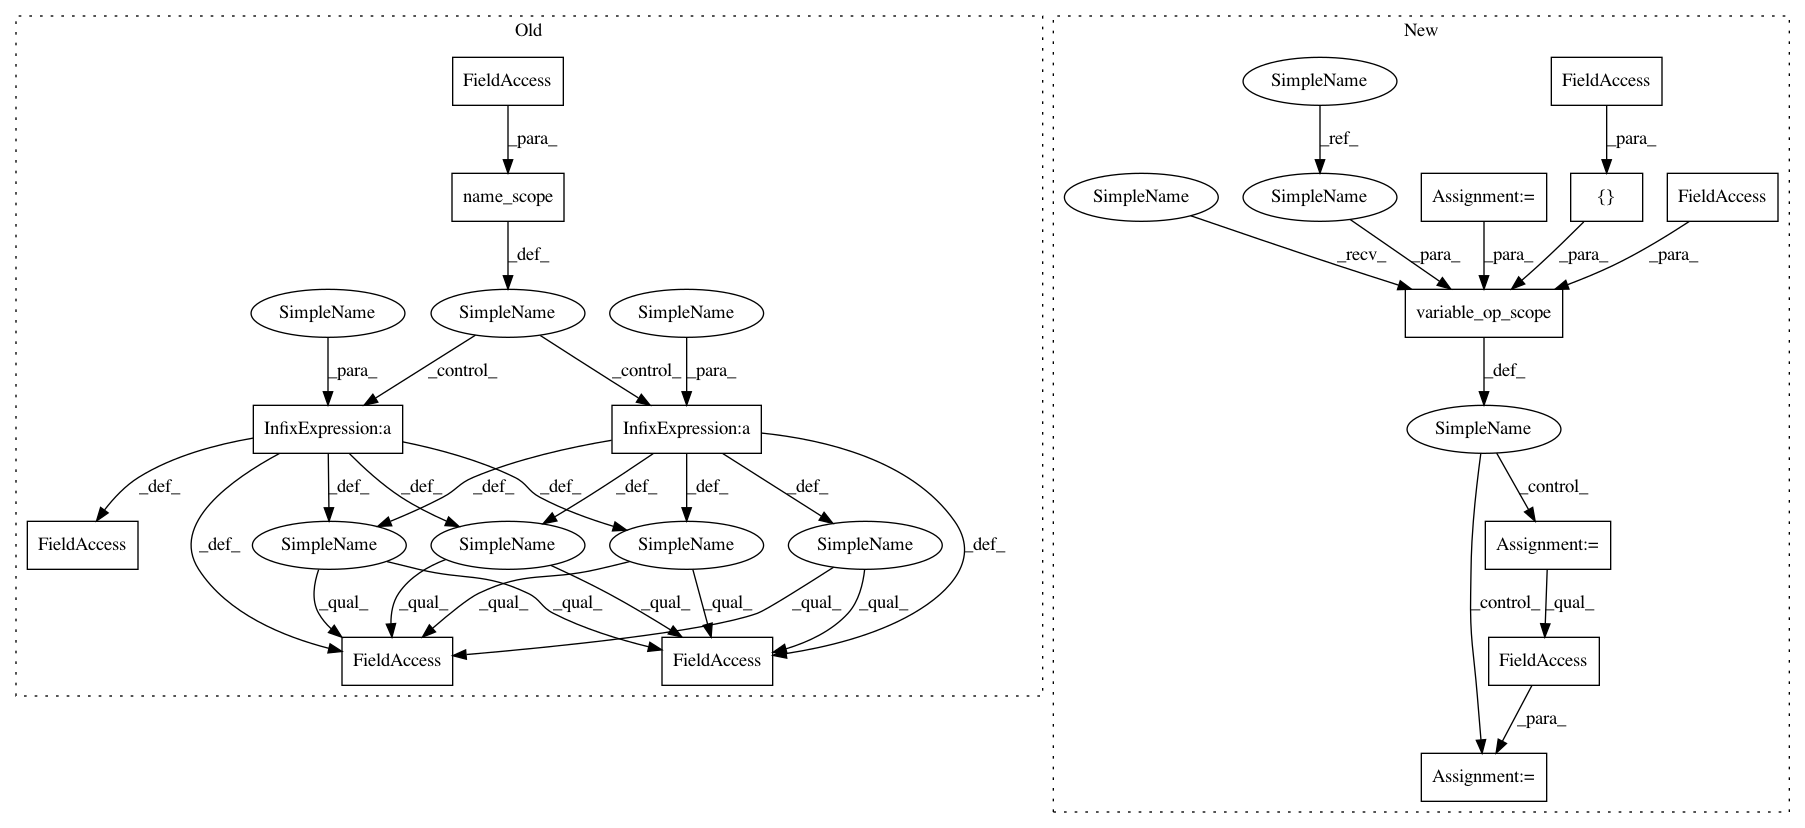 Old
New
FieldAccess
SimpleName
FieldAccess
_para_
_ref_
_para_
name_scope
SimpleName
SimpleName
Assignment:=
{}
FieldAccess
_def_
_recv_
_para_
_para_
_para_
_para_
SimpleName
SimpleName
SimpleName
variable_op_scope
_para_
_control_
_control_
_para_
_def_
InfixExpression:a
InfixExpression:a
SimpleName
_def_
_def_
_def_
_def_
_def_
_def_
_def_
_control_
FieldAccess
_def_
SimpleName
SimpleName
SimpleName
SimpleName
_def_
Assignment:=
_qual_
_qual_
_qual_
_qual_
_qual_
_qual_
_qual_
_qual_
_control_
_qual_
FieldAccess
FieldAccess
FieldAccess
_para_
Assignment:=